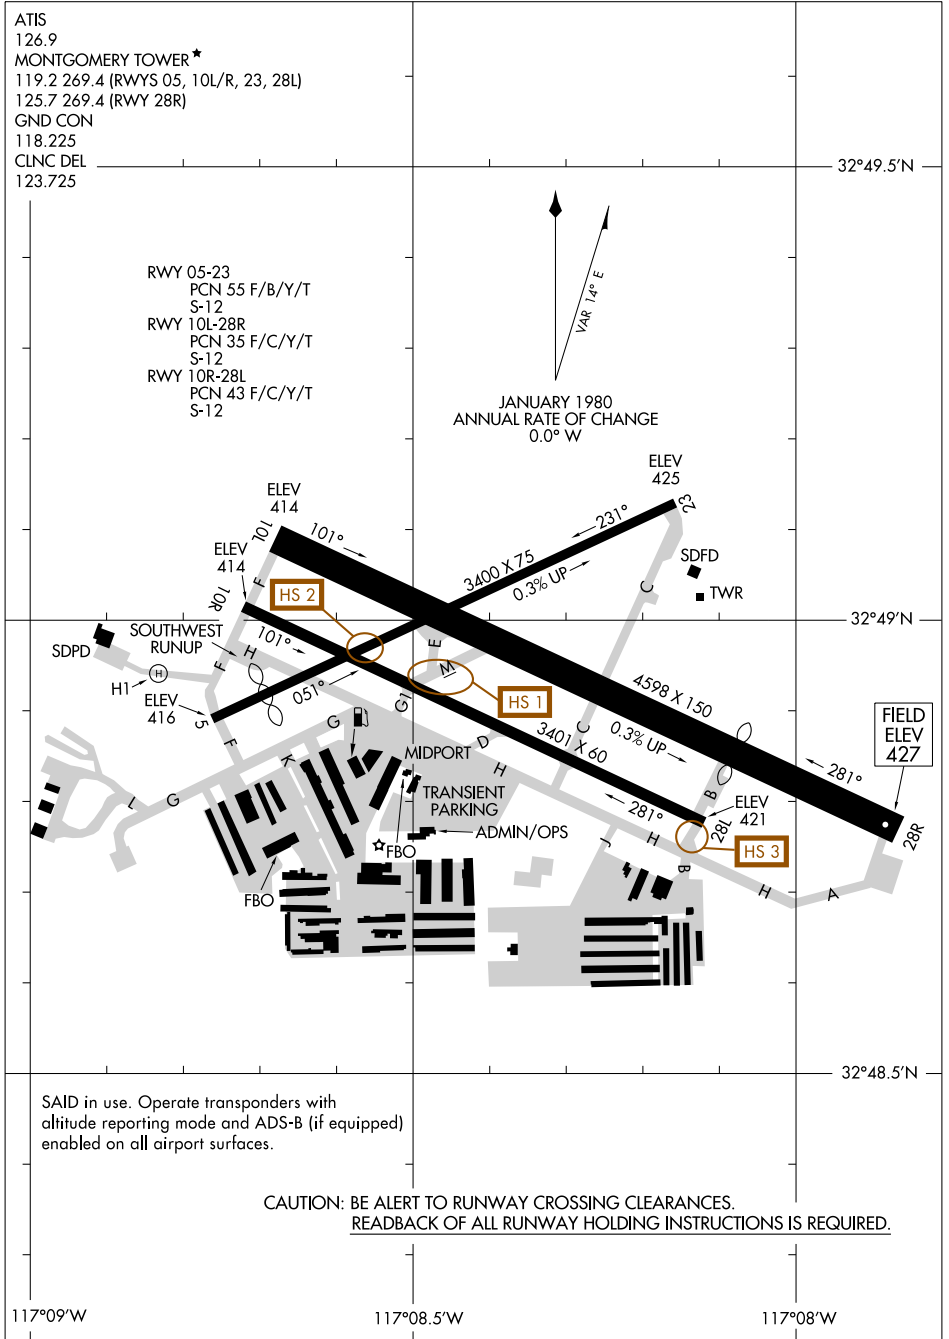 ATIS
126.9
MONTGOMERY TOWER★
119.2 269.4 (RWYS 05, 10L/R, 23, 28L)
125.7 269.4 (RWY 28R)
GND CON
118.225
CLNC DEL
123.725
32°49.5'N
RWY 05-23
PCN 55 F/B/Y/T
S-12
RWY 10L-28R
PCN 35 F/C/Y/T
S-12
RWY 10R-28L
PCN 43 F/C/Y/T
S-12
VAR 14° E
JANUARY 1980
ANNUAL RATE OF CHANGE
0.0° W
ELEV
425
23
231°
ELEV
414
10L
101°
3400 X 75
0.3% UP
ELEV
414
10R
F
HS 2
SDFD
TWR
C
32°49'N
SOUTHWEST
RUNUP
SDPD
H
101°
E
M
F
H
H1
051°
HS 1
4598 X 150
0.3% UP
ELEV
416
5
G1
G
F
C
3401 X 60
D
FIELD
ELEV
427
281°
K
MIDPORT
H
TRANSIENT
PARKING
B
L
G
281°
ELEV
421
28L
28R
ADMIN/OPS
FBO
H
J
HS 3
B
FBO
H
A
32°48.5'N
SAID in use. Operate transponders with
altitude reporting mode and ADS-B (if equipped)
enabled on all airport surfaces.
CAUTION: BE ALERT TO RUNWAY CROSSING CLEARANCES.
READBACK OF ALL RUNWAY HOLDING INSTRUCTIONS IS REQUIRED.
117°09'W
117°08.5'W
117°08'W